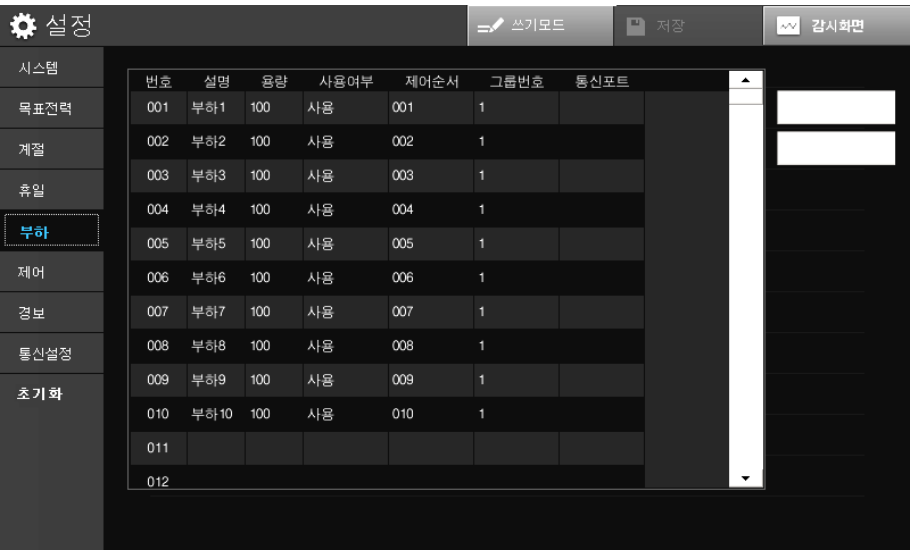 설정 쓰기모드 저장 감시화면
시스템
목표전력
계절
휴일
부하
제어
경보
통신설정
초기화
번호 설명 용량 사용여부 제어순서 그룹번호 통신포트
001 부하1 100 사용 001 1
002 부하2 100 사용 002 1
003 부하3 100 사용 003 1
004 부하4 100 사용 004 1
005 부하5 100 사용 005 1
006 부하6 100 사용 006 1
007 부하7 100 사용 007 1
008 부하8 100 사용 008 1
009 부하9 100 사용 009 1
010 부하10 100 사용 010 1
011
012